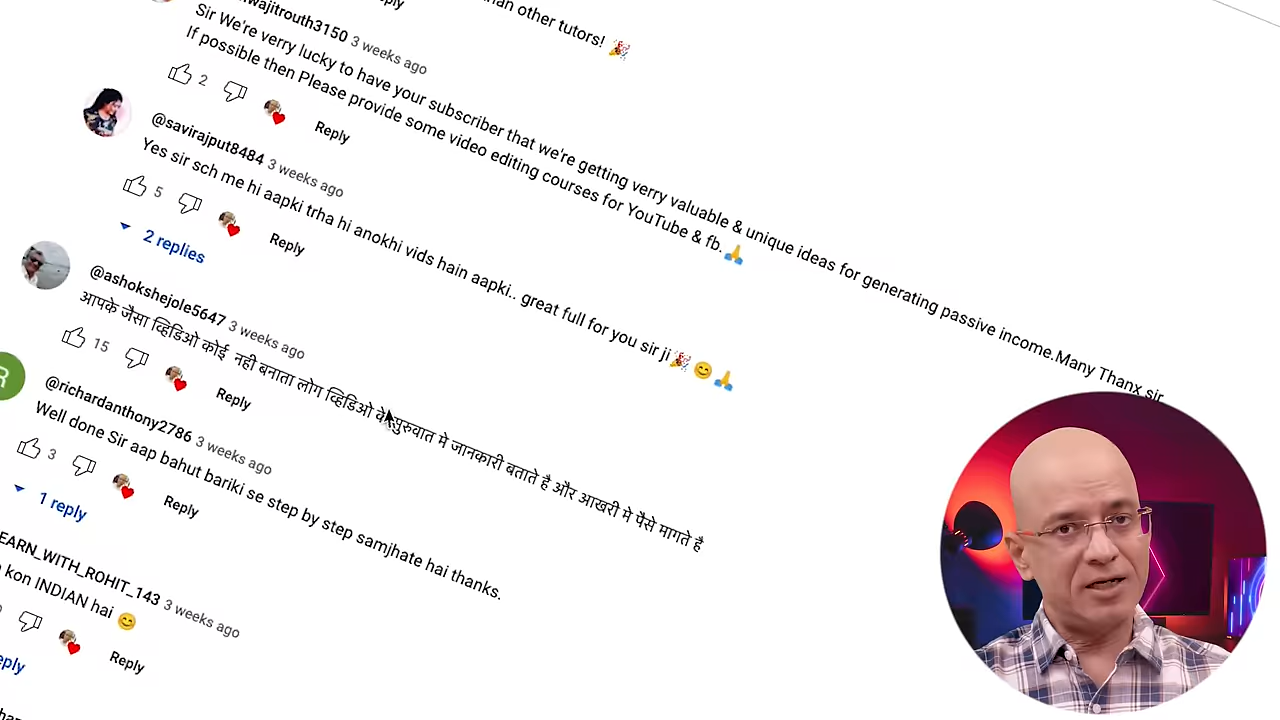 than other tutors! 🎉
3 weeks ago
Sir We're verry lucky to have your subscriber that we're getting verry valuable & unique ideas for generating passive income.Many Thanx sir
If possible then Please provide some video editing courses for YouTube & fb.🙏
2 Reply
@savirajput8484 3 weeks ago
Yes sir sch me hi aapki trha hi anokhi vids hain aapki.. great full for you sir ji🎉😊🙏
5 Reply
2 replies
@ashokshejole5647 3 weeks ago
आपके जैसा व्हिडिओ कोई नही बनाता लोग व्हिडिओ के सुरुवात मे जानकारी बताते है और आखरी मे पैसे मागते है
15 Reply
R
@richardanthony2786 3 weeks ago
Well done Sir aap bahut bariki se step by step samjhate hai thanks.
3 Reply
1 reply
EARN_WITH_ROHIT_143 3 weeks ago
kon INDIAN hai 😊
Reply